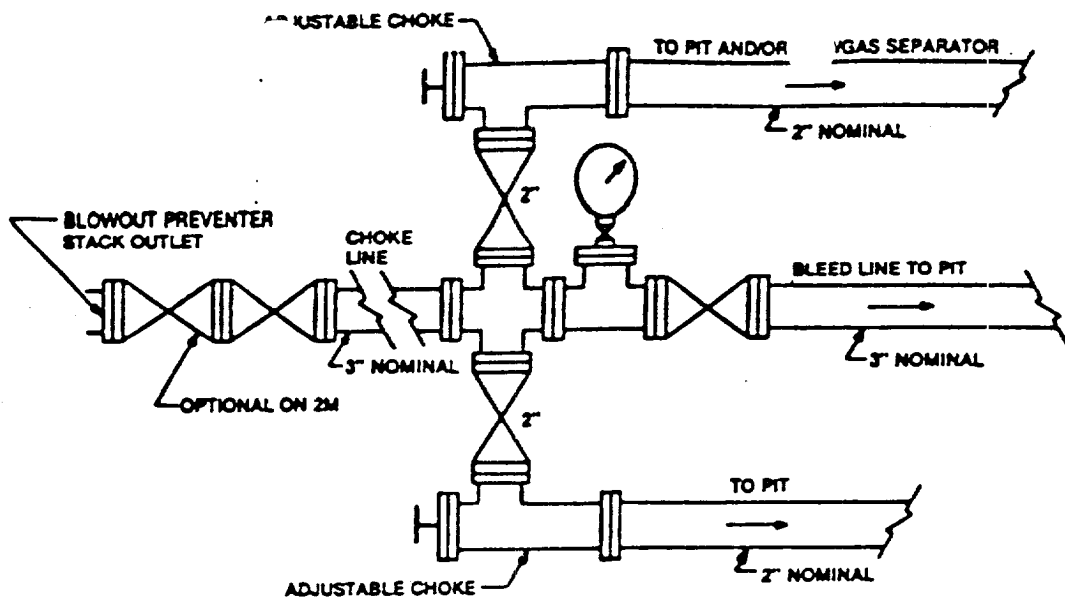 ADJUSTABLE CHOKE
TO PIT AND/OR GAS SEPARATOR
2" NOMINAL
2"
BLOWOUT PREVENTER
STACK OUTLET
CHOKE
LINE
BLEED LINE TO PIT
3" NOMINAL
3" NOMINAL
OPTIONAL ON 2M
2"
TO PIT
2" NOMINAL
ADJUSTABLE CHOKE